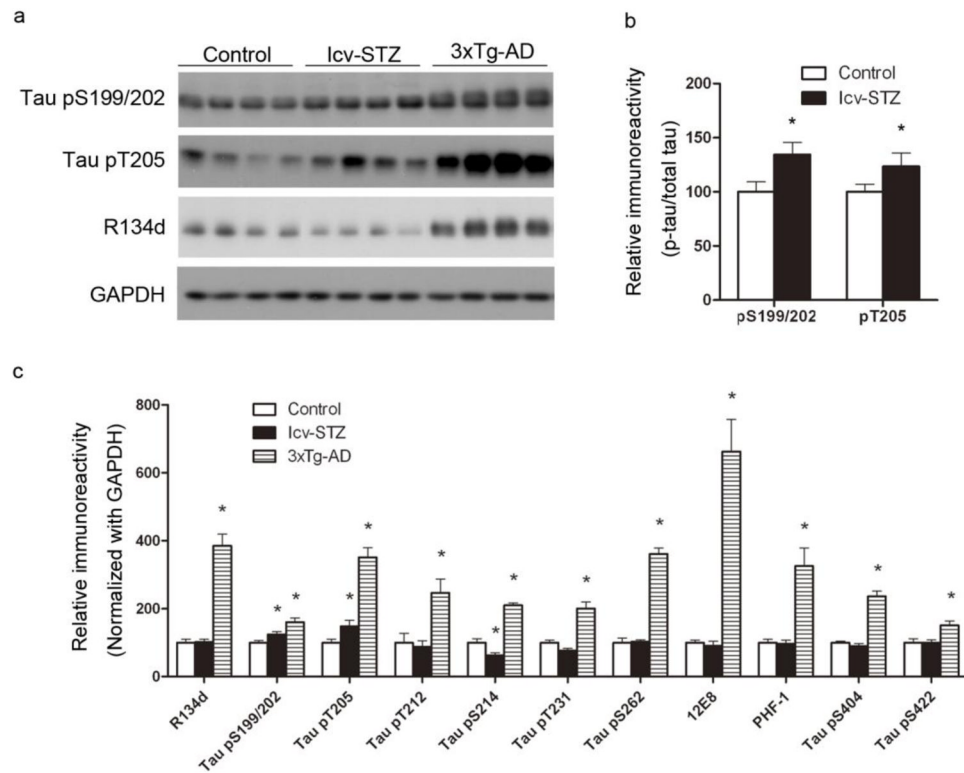 a
Control Icv-STZ 3xTg-AD
Tau pS199/202
Tau pT205
R134d
GAPDH
b
Relative immunoreactivity
(p-tau/total tau)
Control
Icv-STZ
200
150
100
50
0
* *
pS199/202 pT205
c
Relative immunoreactivity
(Normalized with GAPDH)
800
600
400
200
0
Control
Icv-STZ
3xTg-AD
* * * * * * * * * * * * * *
R134d
Tau pS199/202
Tau pT205
Tau pT212
Tau pS214
Tau pT231
Tau pS262
12E8
PHF-1
Tau pS404
Tau pS422